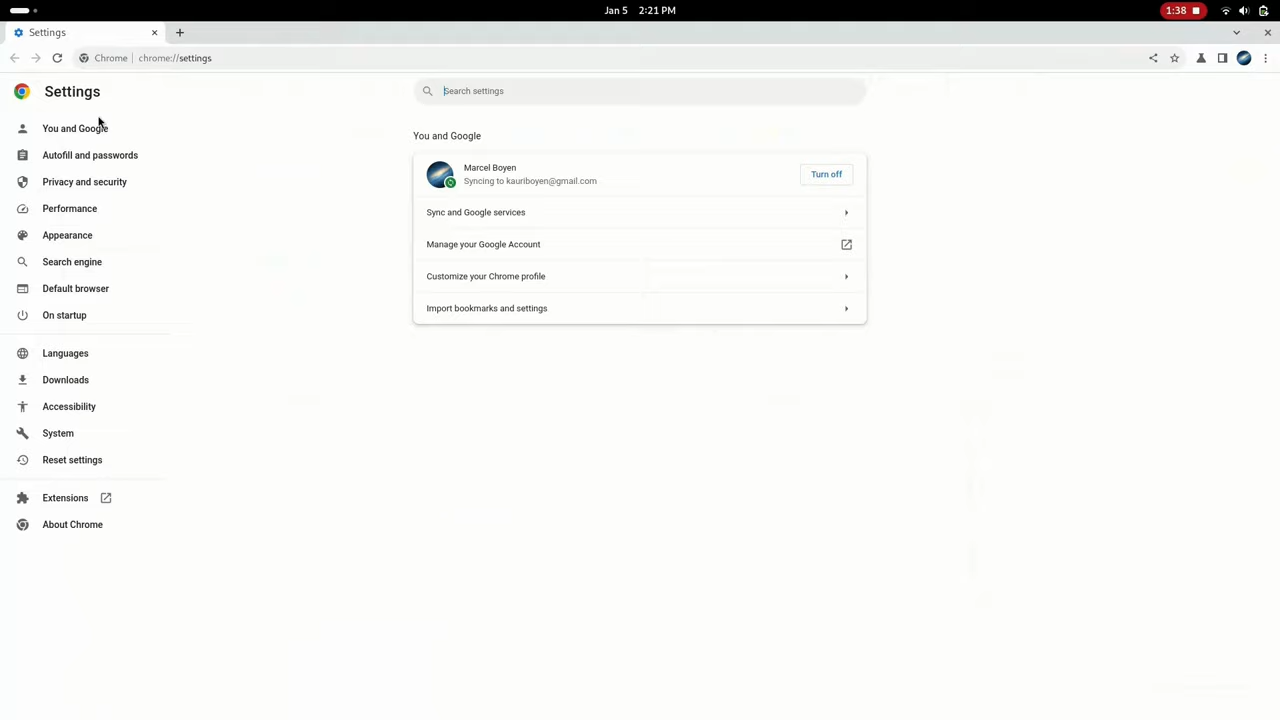 Jan 5 2:21 PM
1:38
Settings
Chrome chrome://settings
Settings
Search settings
You and Google
Autofill and passwords
Privacy and security
Performance
Appearance
Search engine
Default browser
On startup
Languages
Downloads
Accessibility
System
Reset settings
Extensions
About Chrome
You and Google
Marcel Boyen
Syncing to kauriboyen@gmail.com
Turn off
Sync and Google services
Manage your Google Account
Customize your Chrome profile
Import bookmarks and settings